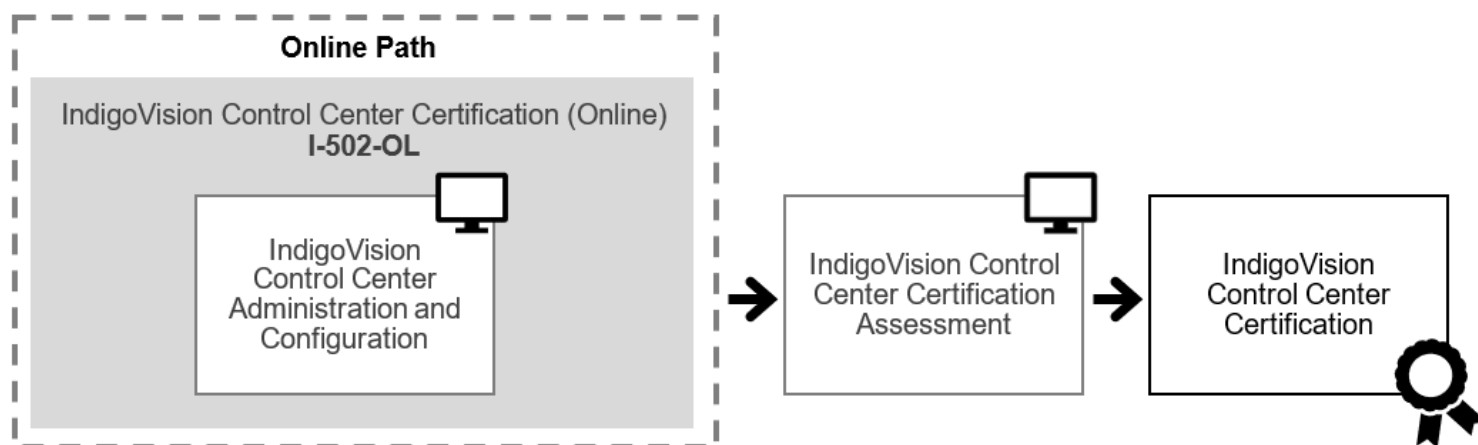 Online Path
IndigoVision Control Center Certification (Online)
I-502-OL
IndigoVision
Control Center
Administration and
Configuration
IndigoVision Control
Center Certification
Assessment
IndigoVision
Control Center
Certification